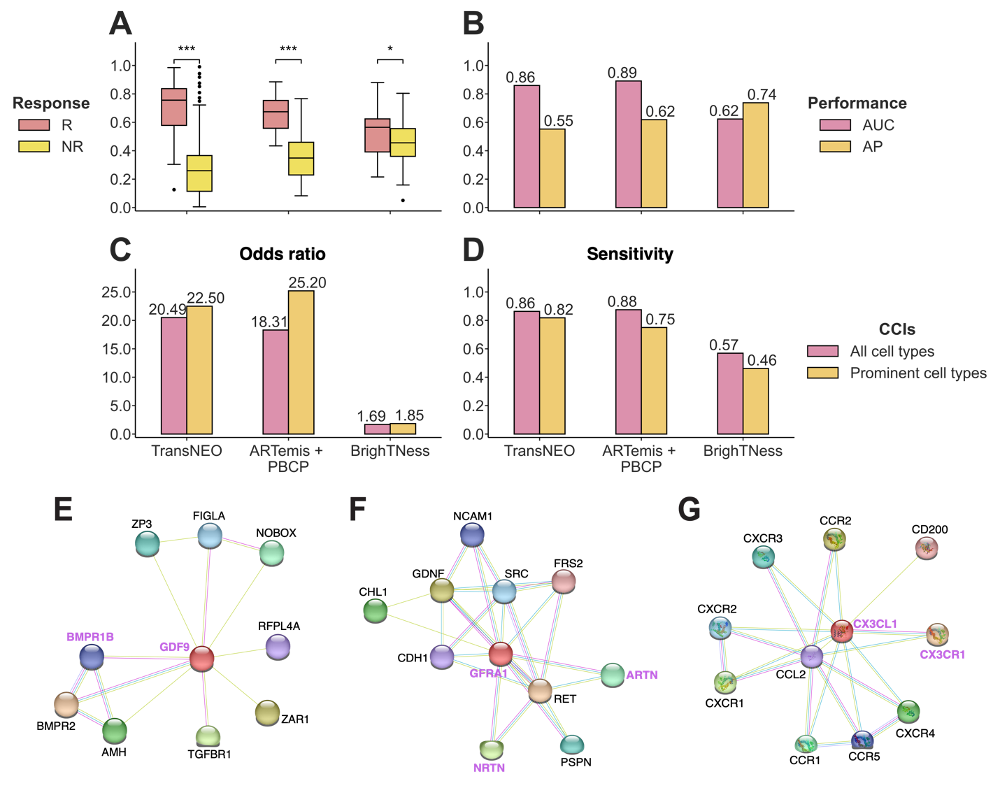 A
***
***
*
1.0
0.8
0.6
0.4
0.2
0.0
Response
R
NR
B
1.0
0.8
0.6
0.4
0.2
0.0
0.86
0.55
0.89
0.62
0.62
0.74
Performance
AUC
AP
C
Odds ratio
25.0
20.0
15.0
10.0
5.0
0.0
20.49
22.50
18.31
25.20
1.69
1.85
TransNEO
ARTemis +
PBCP
BrighTNess
D
Sensitivity
1.0
0.8
0.6
0.4
0.2
0.0
0.86
0.82
0.88
0.75
0.57
0.46
TransNEO
ARTemis +
PBCP
BrighTNess
CCIs
All cell types
Prominent cell types
E
ZP3
FIGLA
NOBOX
RFPL4A
BMPR1B
GDF9
BMPR2
AMH
TGFBR1
ZAR1
F
NCAM1
GDNF
SRC
FRS2
CHL1
CDH1
GFRA1
ARTN
RET
NRTN
PSPN
G
CCR2
CXCR3
CD200
CXCR2
CX3CL1
CX3CR1
CCL2
CXCR1
CXCR4
CCR1
CCR5